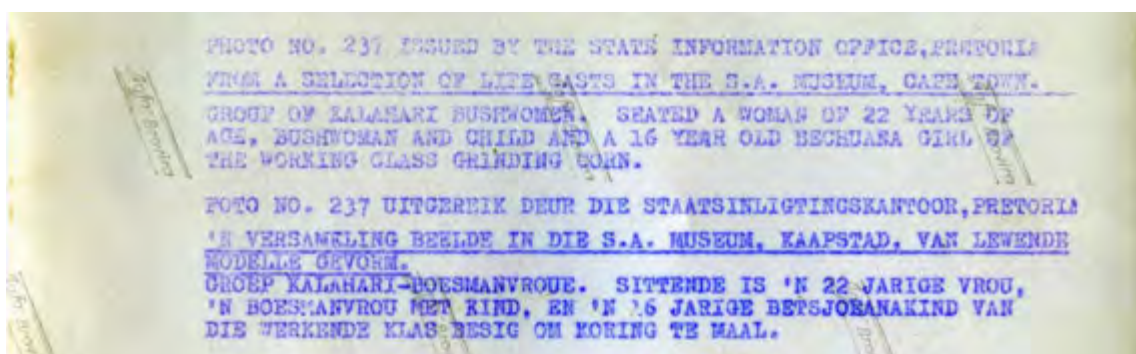 PHOTO NO. 237 ISSUED BY THE STATE INFORMATION OFFICE, PRETORIA
FROM A SELECTION OF LIFE CASTS IN THE S.A. MUSEUM, CAPE TOWN.
GROUP OF KALAHARI BUSHWOMEN. SEATED A WOMAN OF 22 YEARS OF
AGE, BUSHWOMAN AND CHILD AND A 16 YEAR OLD BECHUANA GIRL OF
THE WORKING CLASS GRINDING CORN.
FOTO NO. 237 UITGEREIK DEUR DIE STAATSINLIGTINGSKANTOOR, PRETORIA
'N VERSAMELING BEELDE IN DIE S.A. MUSEUM, KAAPSTAD, VAN LEWENDE
MODELLE GEVORM.
GROEP KALAHARI-BOESMANVROUE. SITTENDE IS 'N 22 JARIGE VROU,
'N BOESMANVROU MET KIND, EN 'N 16 JARIGE BETSJOEANAKIND VAN
DIE WERKENDE KLAS BESIG OM KORING TE MAAL.